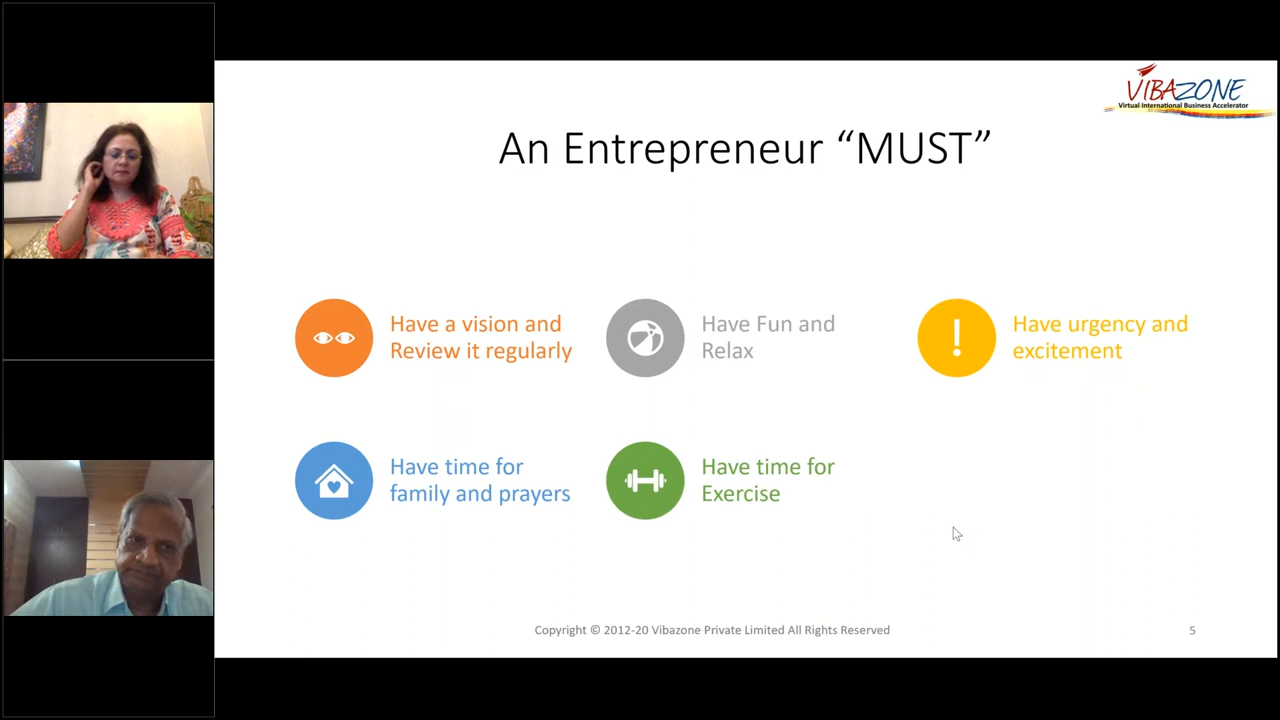 VIBAZONE
Virtual International Business Accelerator
An Entrepreneur “MUST”
Have a vision and
Review it regularly
Have Fun and
Relax
Have urgency and
excitement
Have time for
family and prayers
Have time for
Exercise
Copyright © 2012-20 Vibazone Private Limited All Rights Reserved
5